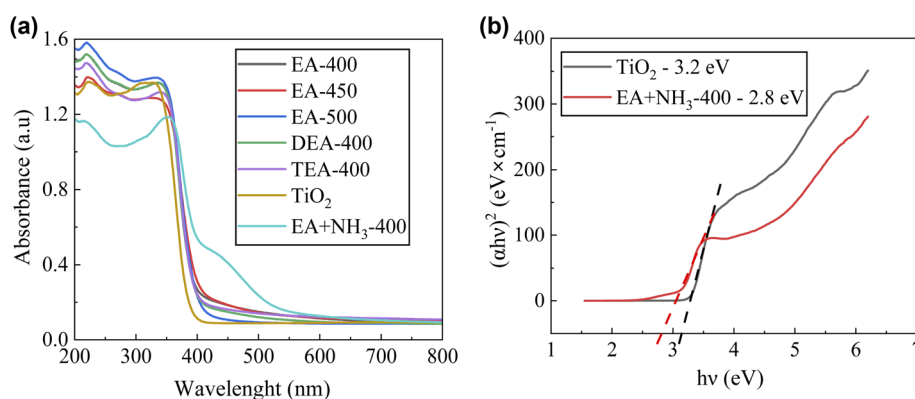 (a)
1.6
1.2
0.8
0.4
0.0
Absorbance (a.u)
EA-400
EA-450
EA-500
DEA-400
TEA-400
TiO₂
EA+NH₃-400
200 300 400 500 600 700 800
Wavelenght (nm)
(b)
400
300
200
100
0
(αhν)² (eV×cm⁻¹)
TiO₂ - 3.2 eV
EA+NH₃-400 - 2.8 eV
1 2 3 4 5 6 7
hν (eV)